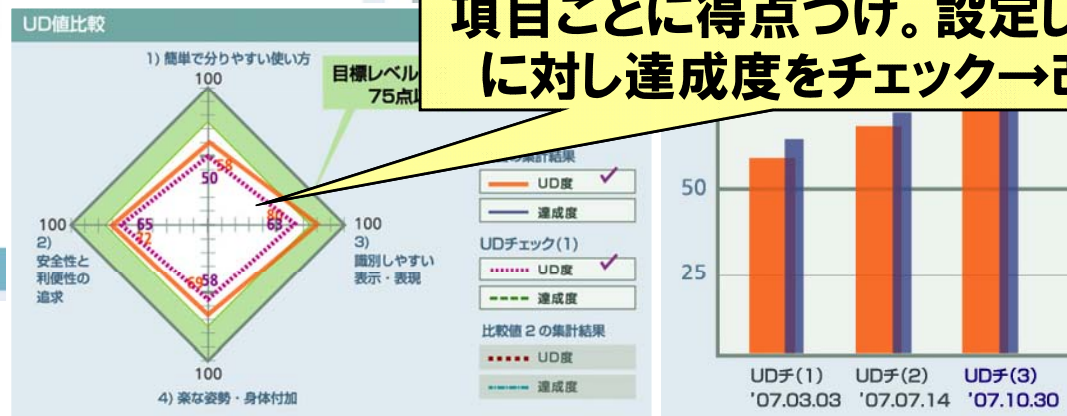 項目ごとに得点つけ。設定し
に対し達成度をチェック→
UD値比較
1) 簡単で分りやすい使い方
100
目標レベル
75点
50
58
100
65
72
80
63
100
2)
安全性と
利便性の
追求
3)
識別しやすい
表示・表現
69
58
100
4) 楽な姿勢・身体付加
の集計結果
UD度
達成度
UDチェック(1)
UD度
達成度
比較値 2 の集計結果
UD度
達成度
50
25
UDチ(1)
UDチ(2)
UDチ(3)
'07.03.03
'07.07.14
'07.10.30